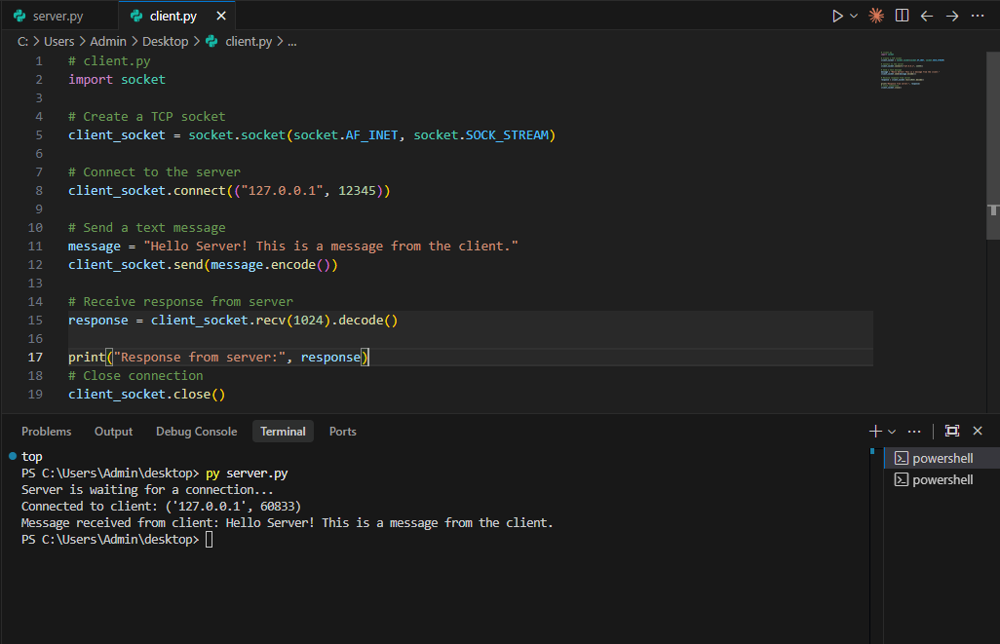 server.py
client.py
C: > Users > Admin > Desktop > client.py > ...
1 # client.py
2 import socket
3
4 # Create a TCP socket
5 client_socket = socket.socket(socket.AF_INET, socket.SOCK_STREAM)
6
7 # Connect to the server
8 client_socket.connect(("127.0.0.1", 12345))
9
10 # Send a text message
11 message = "Hello Server! This is a message from the client."
12 client_socket.send(message.encode())
13
14 # Receive response from server
15 response = client_socket.recv(1024).decode()
16
17 print("Response from server:", response)
18 # Close connection
19 client_socket.close()
Problems Output Debug Console Terminal Ports
top
PS C:\Users\Admin\desktop> py server.py
Server is waiting for a connection...
Connected to client: ('127.0.0.1', 60833)
Message received from client: Hello Server! This is a message from the client.
PS C:\Users\Admin\desktop>
powershell
powershell